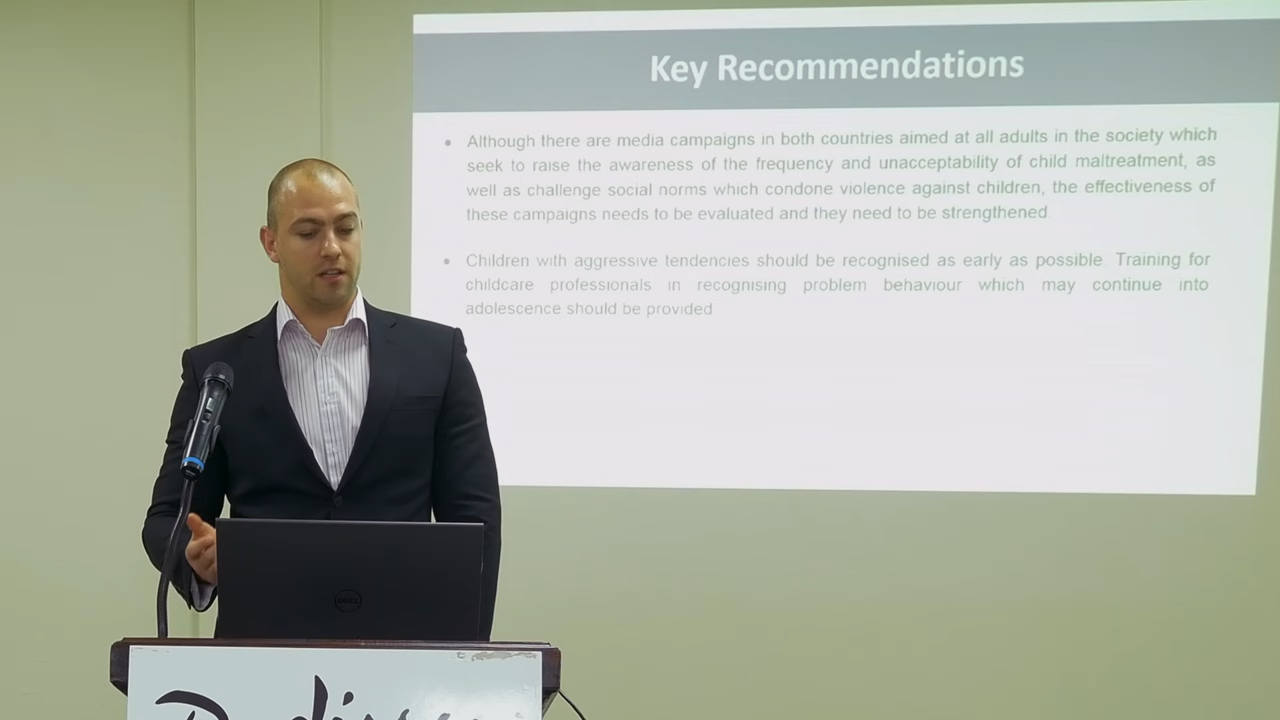 Key Recommendations
Although there are media campaigns in both countries aimed at all adults in the society which
seek to raise the awareness of the frequency and unacceptability of child maltreatment, as
well as challenge social norms which condone violence against children, the effectiveness of
these campaigns needs to be evaluated and they need to be strengthened.
Children with aggressive tendencies should be recognised as early as possible. Training for
childcare professionals in recognising problem behaviour which may continue into
adolescence should be provided
DELL